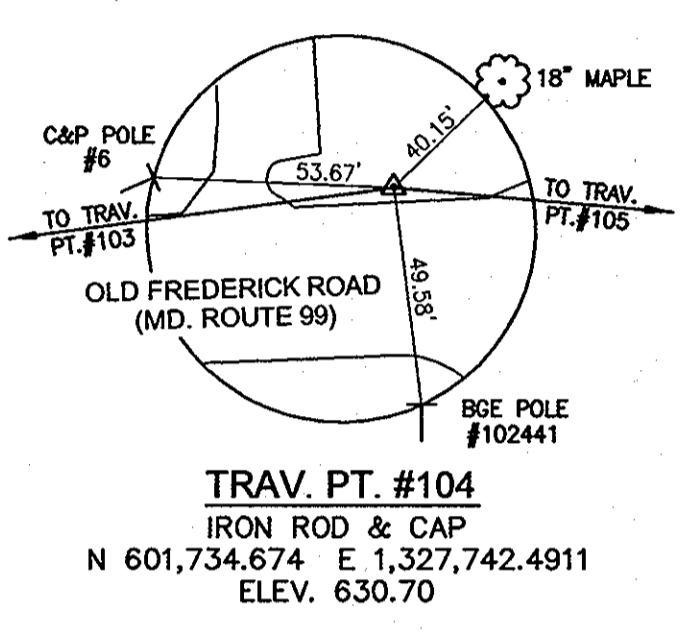 18" MAPLE
C&P POLE
#6
40.15'
53.67'
TO TRAV.
PT.#103
TO TRAV.
PT.#105
49.58'
OLD FREDERICK ROAD
(MD. ROUTE 99)
BGE POLE
#102441
TRAV. PT. #104
IRON ROD & CAP
N 601,734.674 E 1,327,742.4911
ELEV. 630.70